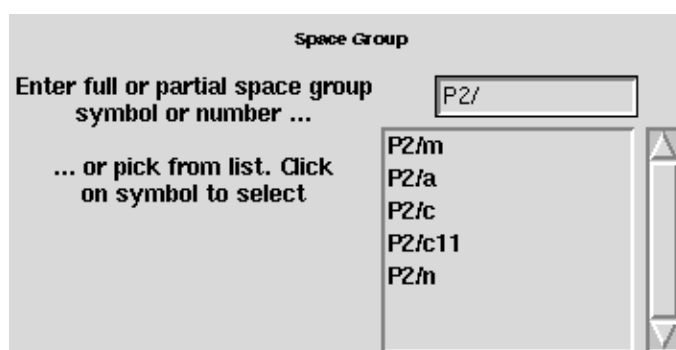 Space Group
Enter full or partial space group
symbol or number ...
P2/
... or pick from list. Click
on symbol to select
P2/m
P2/a
P2/c
P2/c11
P2/n